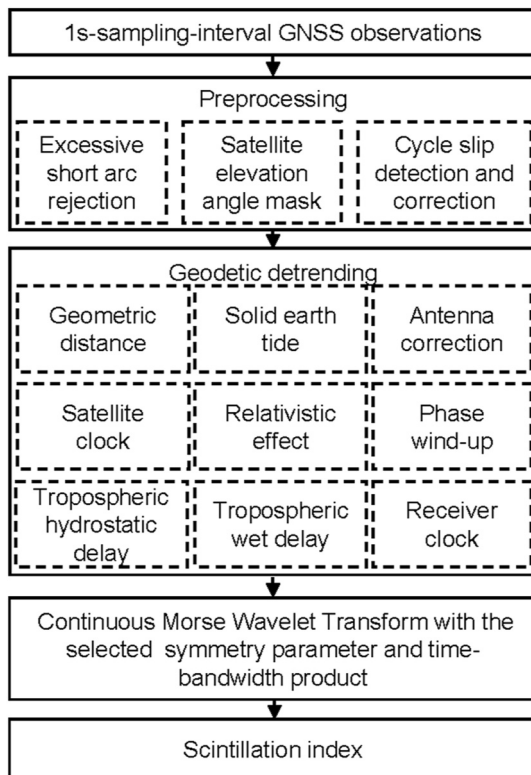 1s-sampling-interval GNSS observations
Preprocessing
Excessive
short arc
rejection
Satellite
elevation
angle mask
Cycle slip
detection and
correction
Geodetic detrending
Geometric
distance
Solid earth
tide
Antenna
correction
Satellite
clock
Relativistic
effect
Phase
wind-up
Tropospheric
hydrostatic
delay
Tropospheric
wet delay
Receiver
clock
Continuous Morse Wavelet Transform with the
selected symmetry parameter and time-
bandwidth product
Scintillation index